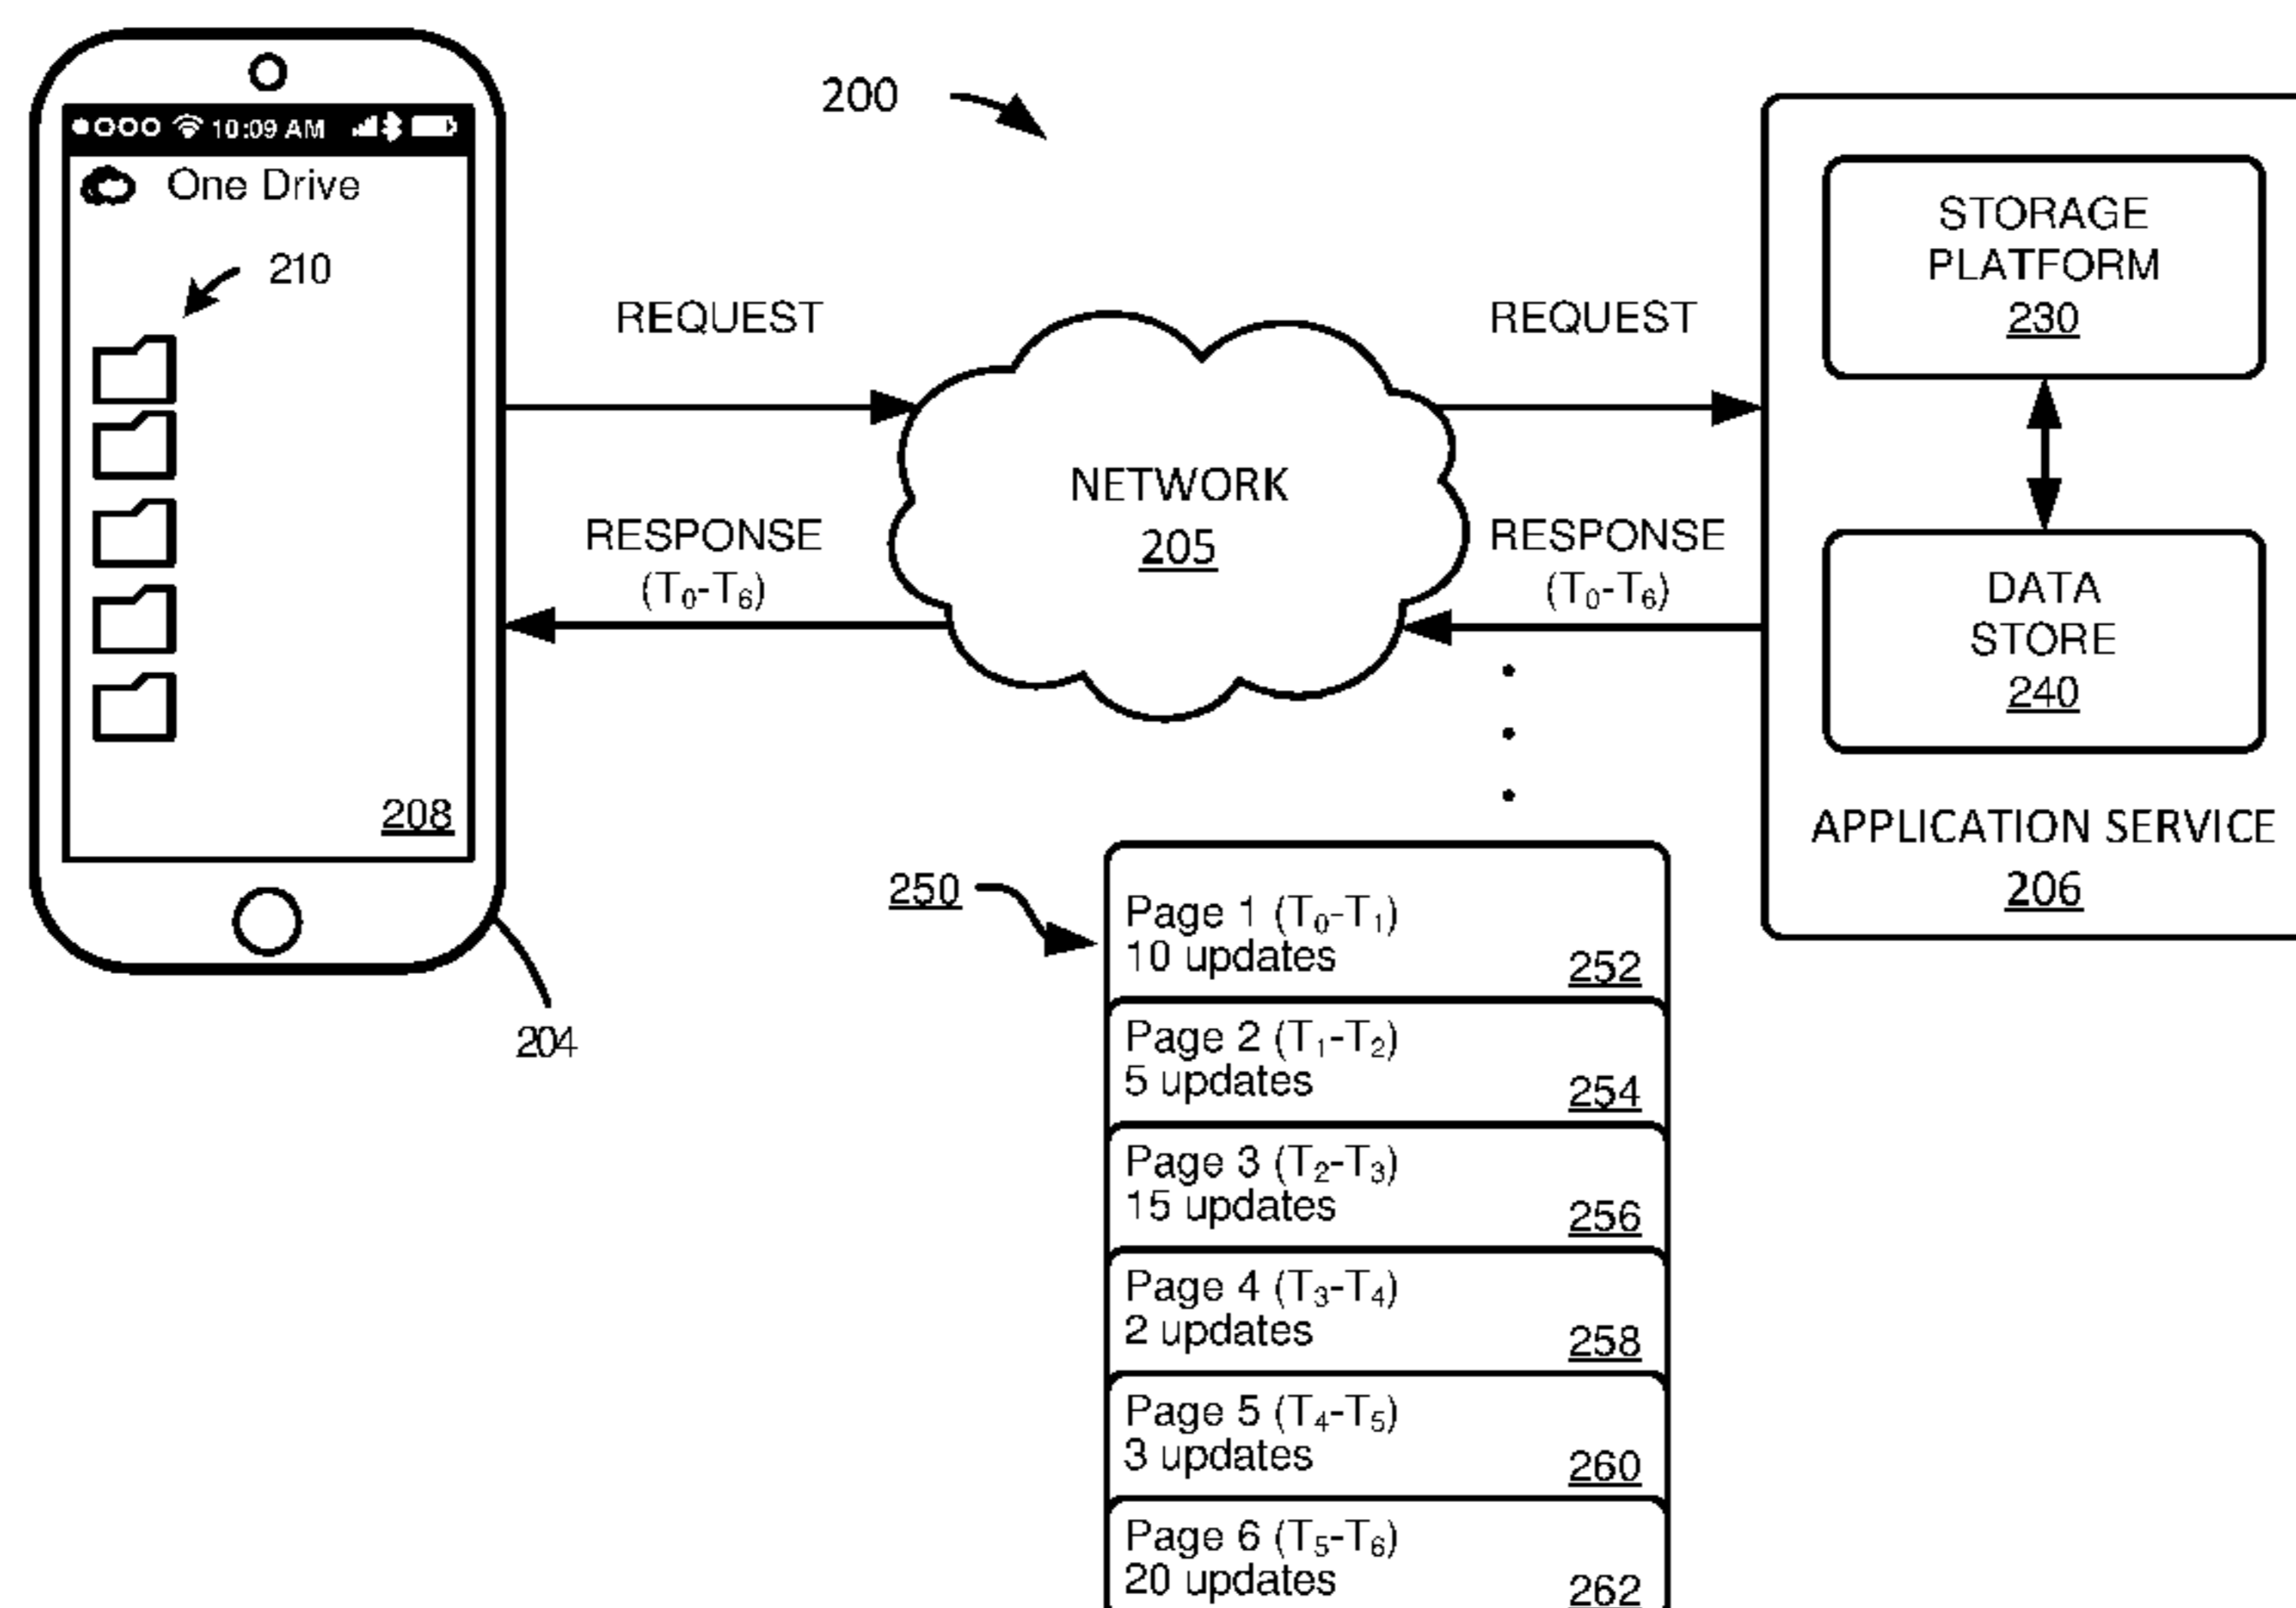 200
10:09 AM
One Drive
210
208
204
REQUEST
RESPONSE
(T₀-T₆)
NETWORK
205
REQUEST
RESPONSE
(T₀-T₆)
STORAGE
PLATFORM
230
DATA
STORE
240
APPLICATION SERVICE
206
250
Page 1 (T₀-T₁)
10 updates
252
Page 2 (T₁-T₂)
5 updates
254
Page 3 (T₂-T₃)
15 updates
256
Page 4 (T₃-T₄)
2 updates
258
Page 5 (T₄-T₅)
3 updates
260
Page 6 (T₅-T₆)
20 updates
262